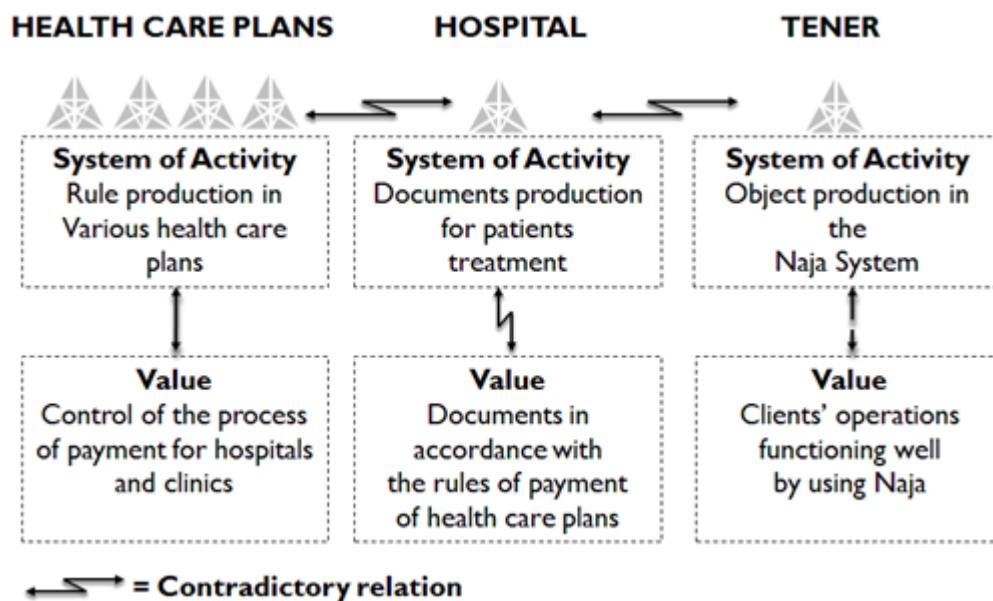 HEALTH CARE PLANS
HOSPITAL
TENER
System of Activity
Rule production in
Various health care
plans
System of Activity
Documents production
for patients
treatment
System of Activity
Object production in
the
Naja System
Value
Control of the process
of payment for hospitals
and clinics
Value
Documents in
accordance with
the rules of payment
of health care plans
Value
Clients' operations
functioning well
by using Naja
= Contradictory relation